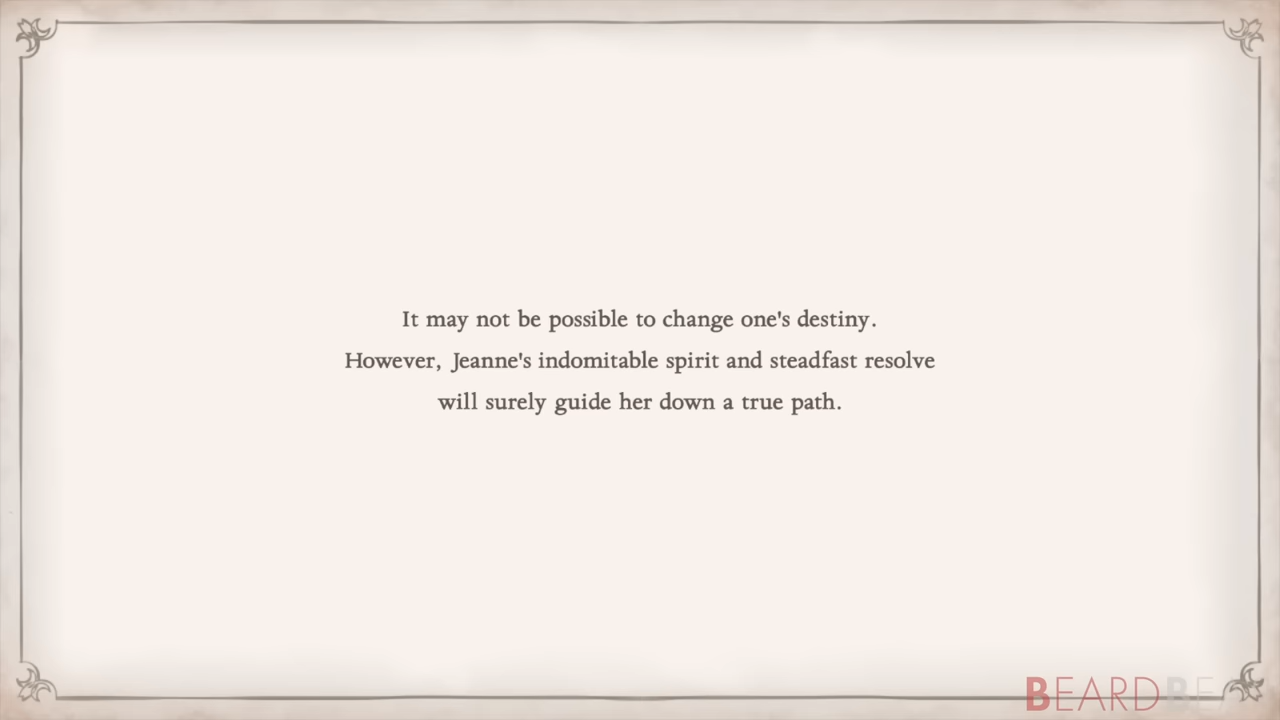 It may not be possible to change one's destiny.
However, Jeanne's indomitable spirit and steadfast resolve
will surely guide her down a true path.
BEARDBEA